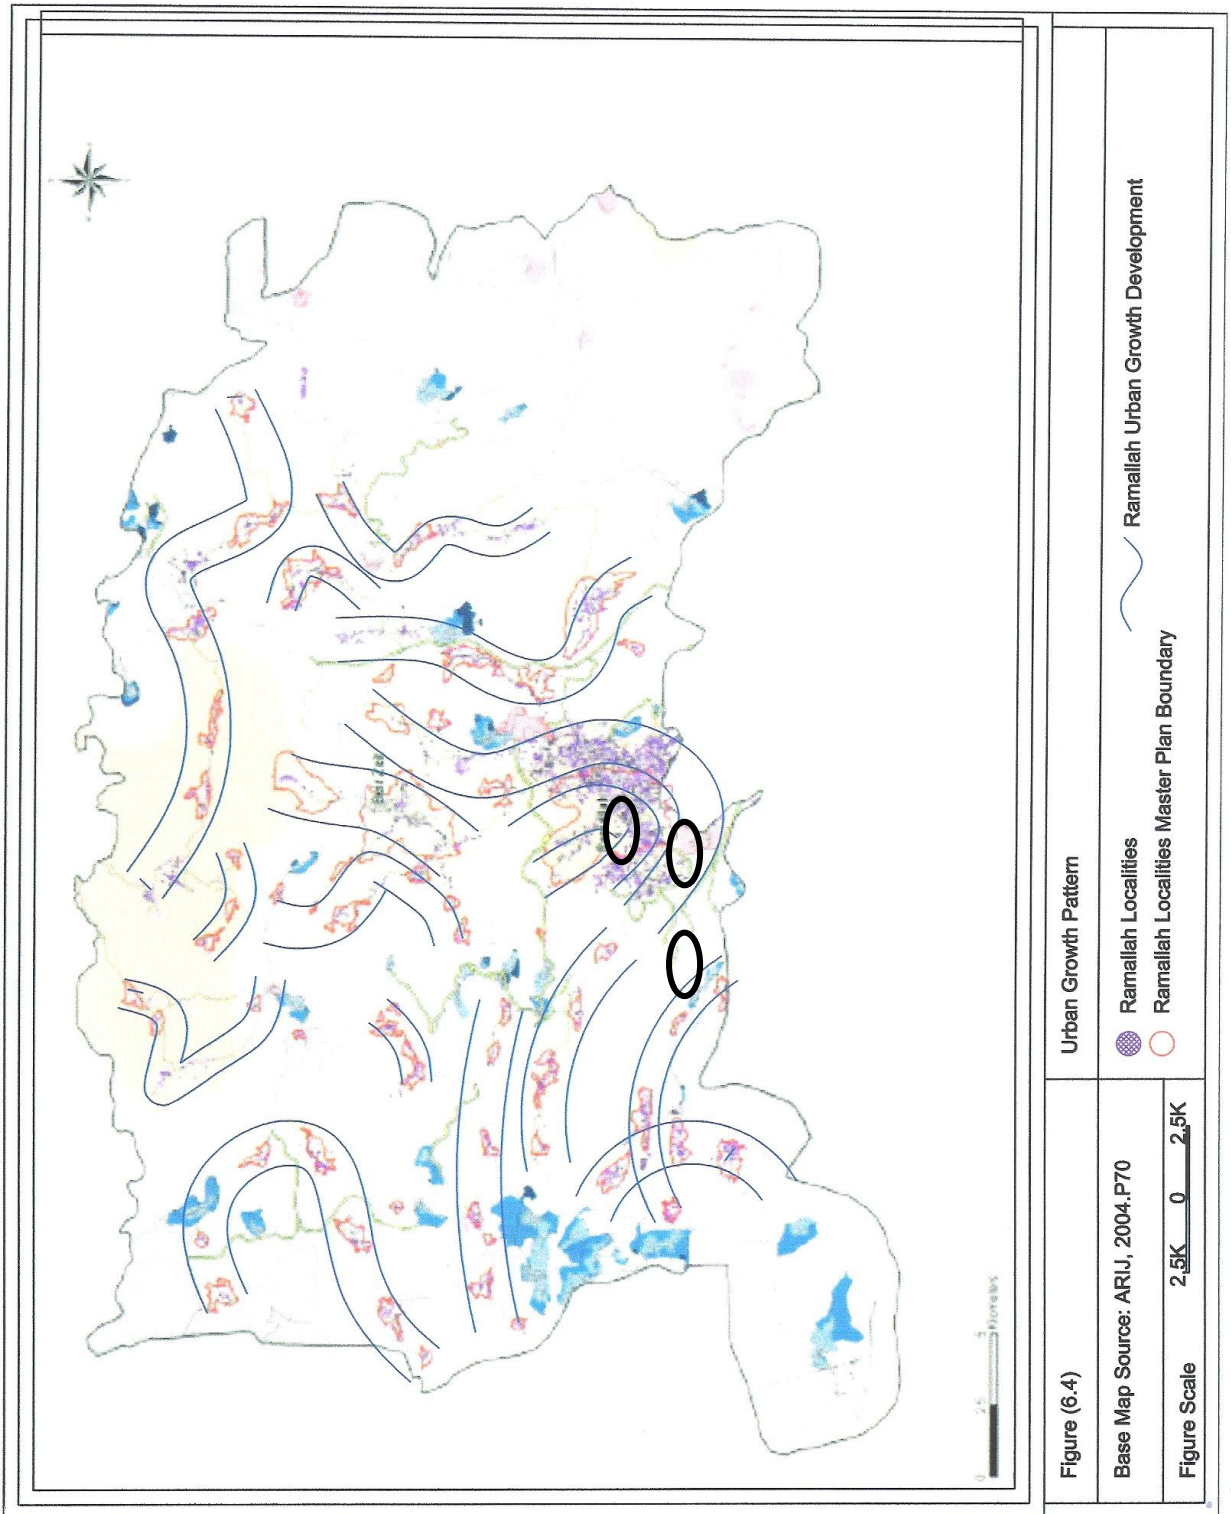 Figure (6.4)
Urban Growth Pattern
Base Map Source: ARIJ, 2004.P70
Ramallah Localities
Ramallah Urban Growth Development
Ramallah Localities Master Plan Boundary
Figure Scale
2.5K 0 2.5K